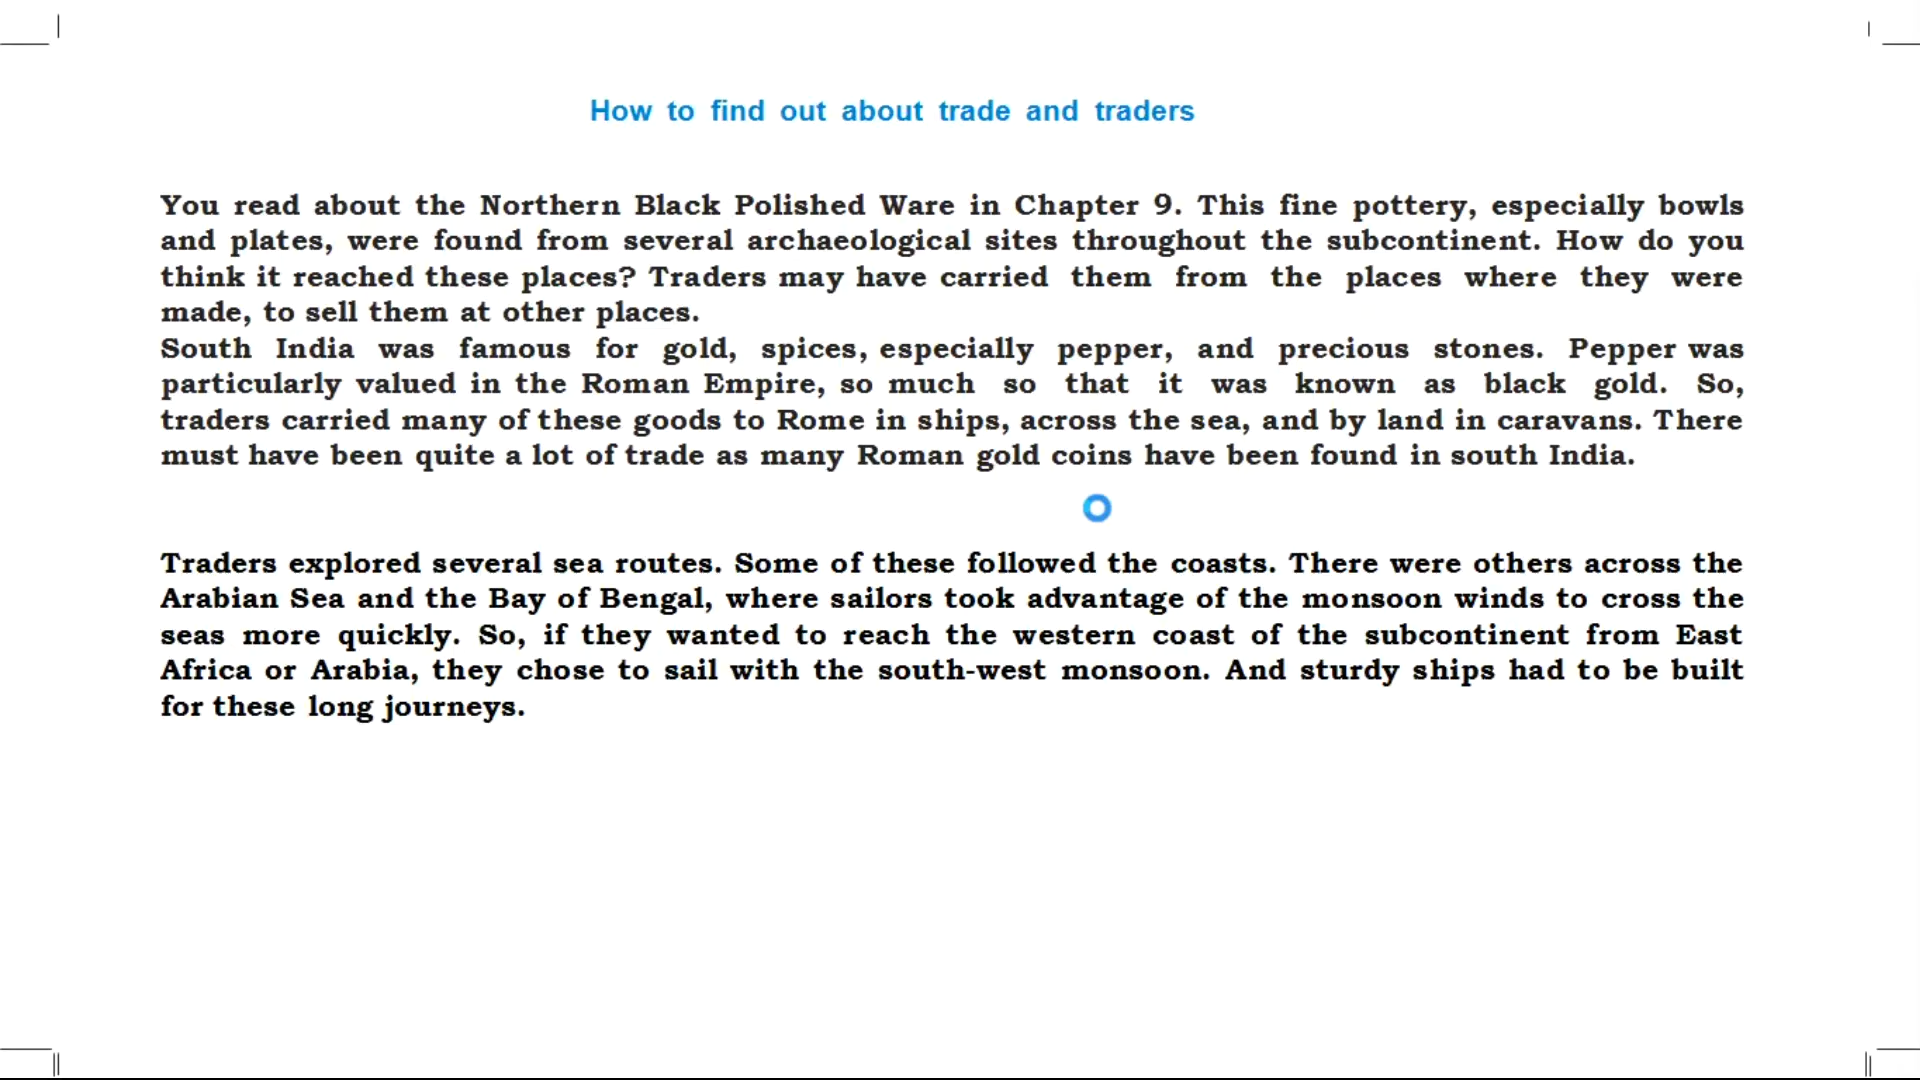 How to find out about trade and traders
You read about the Northern Black Polished Ware in Chapter 9. This fine pottery, especially bowls
and plates, were found from several archaeological sites throughout the subcontinent. How do you
think it reached these places? Traders may have carried them from the places where they were
made, to sell them at other places.
South India was famous for gold, spices, especially pepper, and precious stones. Pepper was
particularly valued in the Roman Empire, so much so that it was known as black gold. So,
traders carried many of these goods to Rome in ships, across the sea, and by land in caravans. There
must have been quite a lot of trade as many Roman gold coins have been found in south India.
Traders explored several sea routes. Some of these followed the coasts. There were others across the
Arabian Sea and the Bay of Bengal, where sailors took advantage of the monsoon winds to cross the
seas more quickly. So, if they wanted to reach the western coast of the subcontinent from East
Africa or Arabia, they chose to sail with the south-west monsoon. And sturdy ships had to be built
for these long journeys.